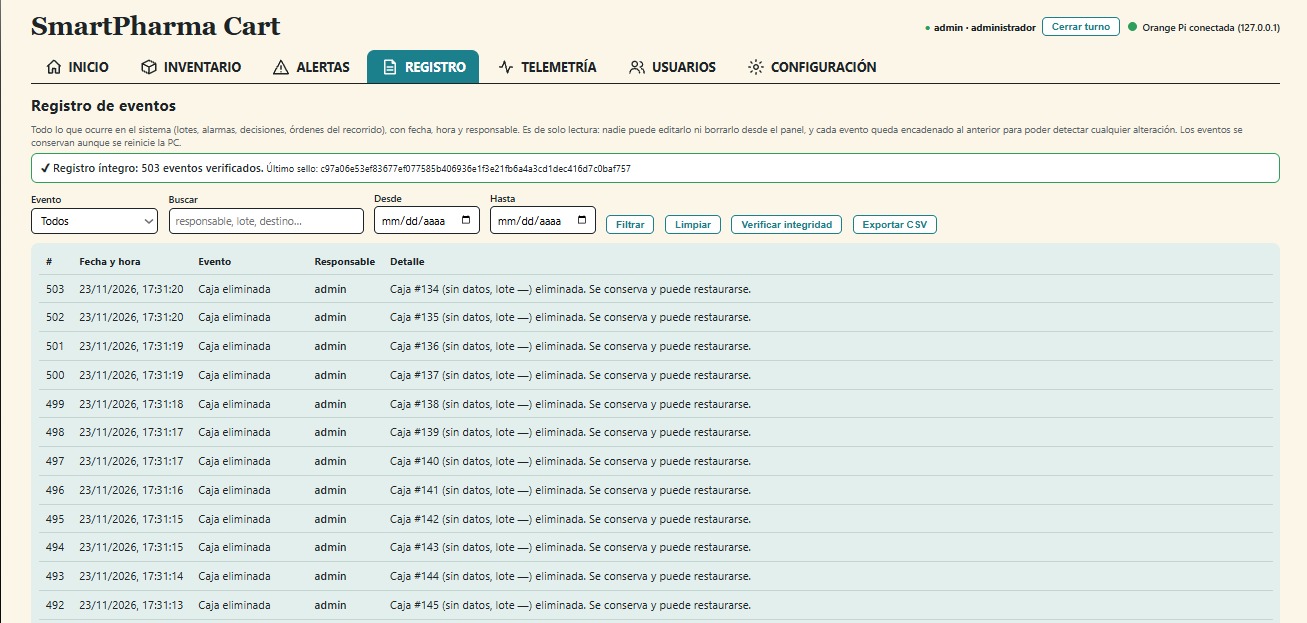 SmartPharma Cart
admin · administrador Cerrar turno Orange Pi conectada (127.0.0.1)
INICIO INVENTARIO ALERTAS REGISTRO TELEMETRÍA USUARIOS CONFIGURACIÓN
Registro de eventos
Todo lo que ocurre en el sistema (lotes, alarmas, decisiones, órdenes del recorrido), con fecha, hora y responsable. Es de solo lectura: nadie puede editarlo ni borrarlo desde el panel, y cada evento queda encadenado al anterior para poder detectar cualquier alteración. Los eventos se
conservan aunque se reinicie la PC.
✔ Registro íntegro: 503 eventos verificados. Último sello: c97a06e53ef83677ef077585b406936e1f3e21fb6a4a3cd1dec416d7c0baf757
Evento Buscar Desde Hasta
Todos responsable, lote, destino... mm/dd/aaaa mm/dd/aaaa Filtrar Limpiar Verificar integridad Exportar CSV
# Fecha y hora Evento Responsable Detalle
503 23/11/2026, 17:31:20 Caja eliminada admin Caja #134 (sin datos, lote —) eliminada. Se conserva y puede restaurarse.
502 23/11/2026, 17:31:20 Caja eliminada admin Caja #135 (sin datos, lote —) eliminada. Se conserva y puede restaurarse.
501 23/11/2026, 17:31:19 Caja eliminada admin Caja #136 (sin datos, lote —) eliminada. Se conserva y puede restaurarse.
500 23/11/2026, 17:31:19 Caja eliminada admin Caja #137 (sin datos, lote —) eliminada. Se conserva y puede restaurarse.
499 23/11/2026, 17:31:18 Caja eliminada admin Caja #138 (sin datos, lote —) eliminada. Se conserva y puede restaurarse.
498 23/11/2026, 17:31:17 Caja eliminada admin Caja #139 (sin datos, lote —) eliminada. Se conserva y puede restaurarse.
497 23/11/2026, 17:31:17 Caja eliminada admin Caja #140 (sin datos, lote —) eliminada. Se conserva y puede restaurarse.
496 23/11/2026, 17:31:16 Caja eliminada admin Caja #141 (sin datos, lote —) eliminada. Se conserva y puede restaurarse.
495 23/11/2026, 17:31:15 Caja eliminada admin Caja #142 (sin datos, lote —) eliminada. Se conserva y puede restaurarse.
494 23/11/2026, 17:31:15 Caja eliminada admin Caja #143 (sin datos, lote —) eliminada. Se conserva y puede restaurarse.
493 23/11/2026, 17:31:14 Caja eliminada admin Caja #144 (sin datos, lote —) eliminada. Se conserva y puede restaurarse.
492 23/11/2026, 17:31:13 Caja eliminada admin Caja #145 (sin datos, lote —) eliminada. Se conserva y puede restaurarse.